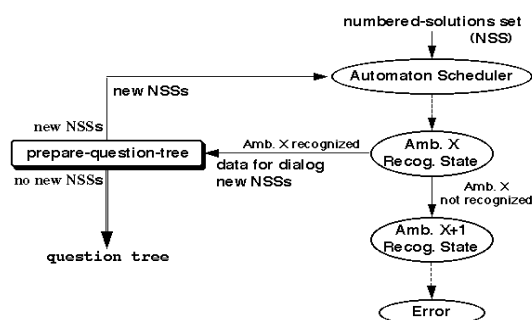 numbered-solutions set
(NSS)
Automaton Scheduler
new NSSs
new NSSs
prepare-question-tree
no new NSSs
Amb. X recognized
data for dialog
new NSSs
Amb. X
Recog. State
Amb. X
not recognized
question tree
Amb. X+1
Recog. State
Error